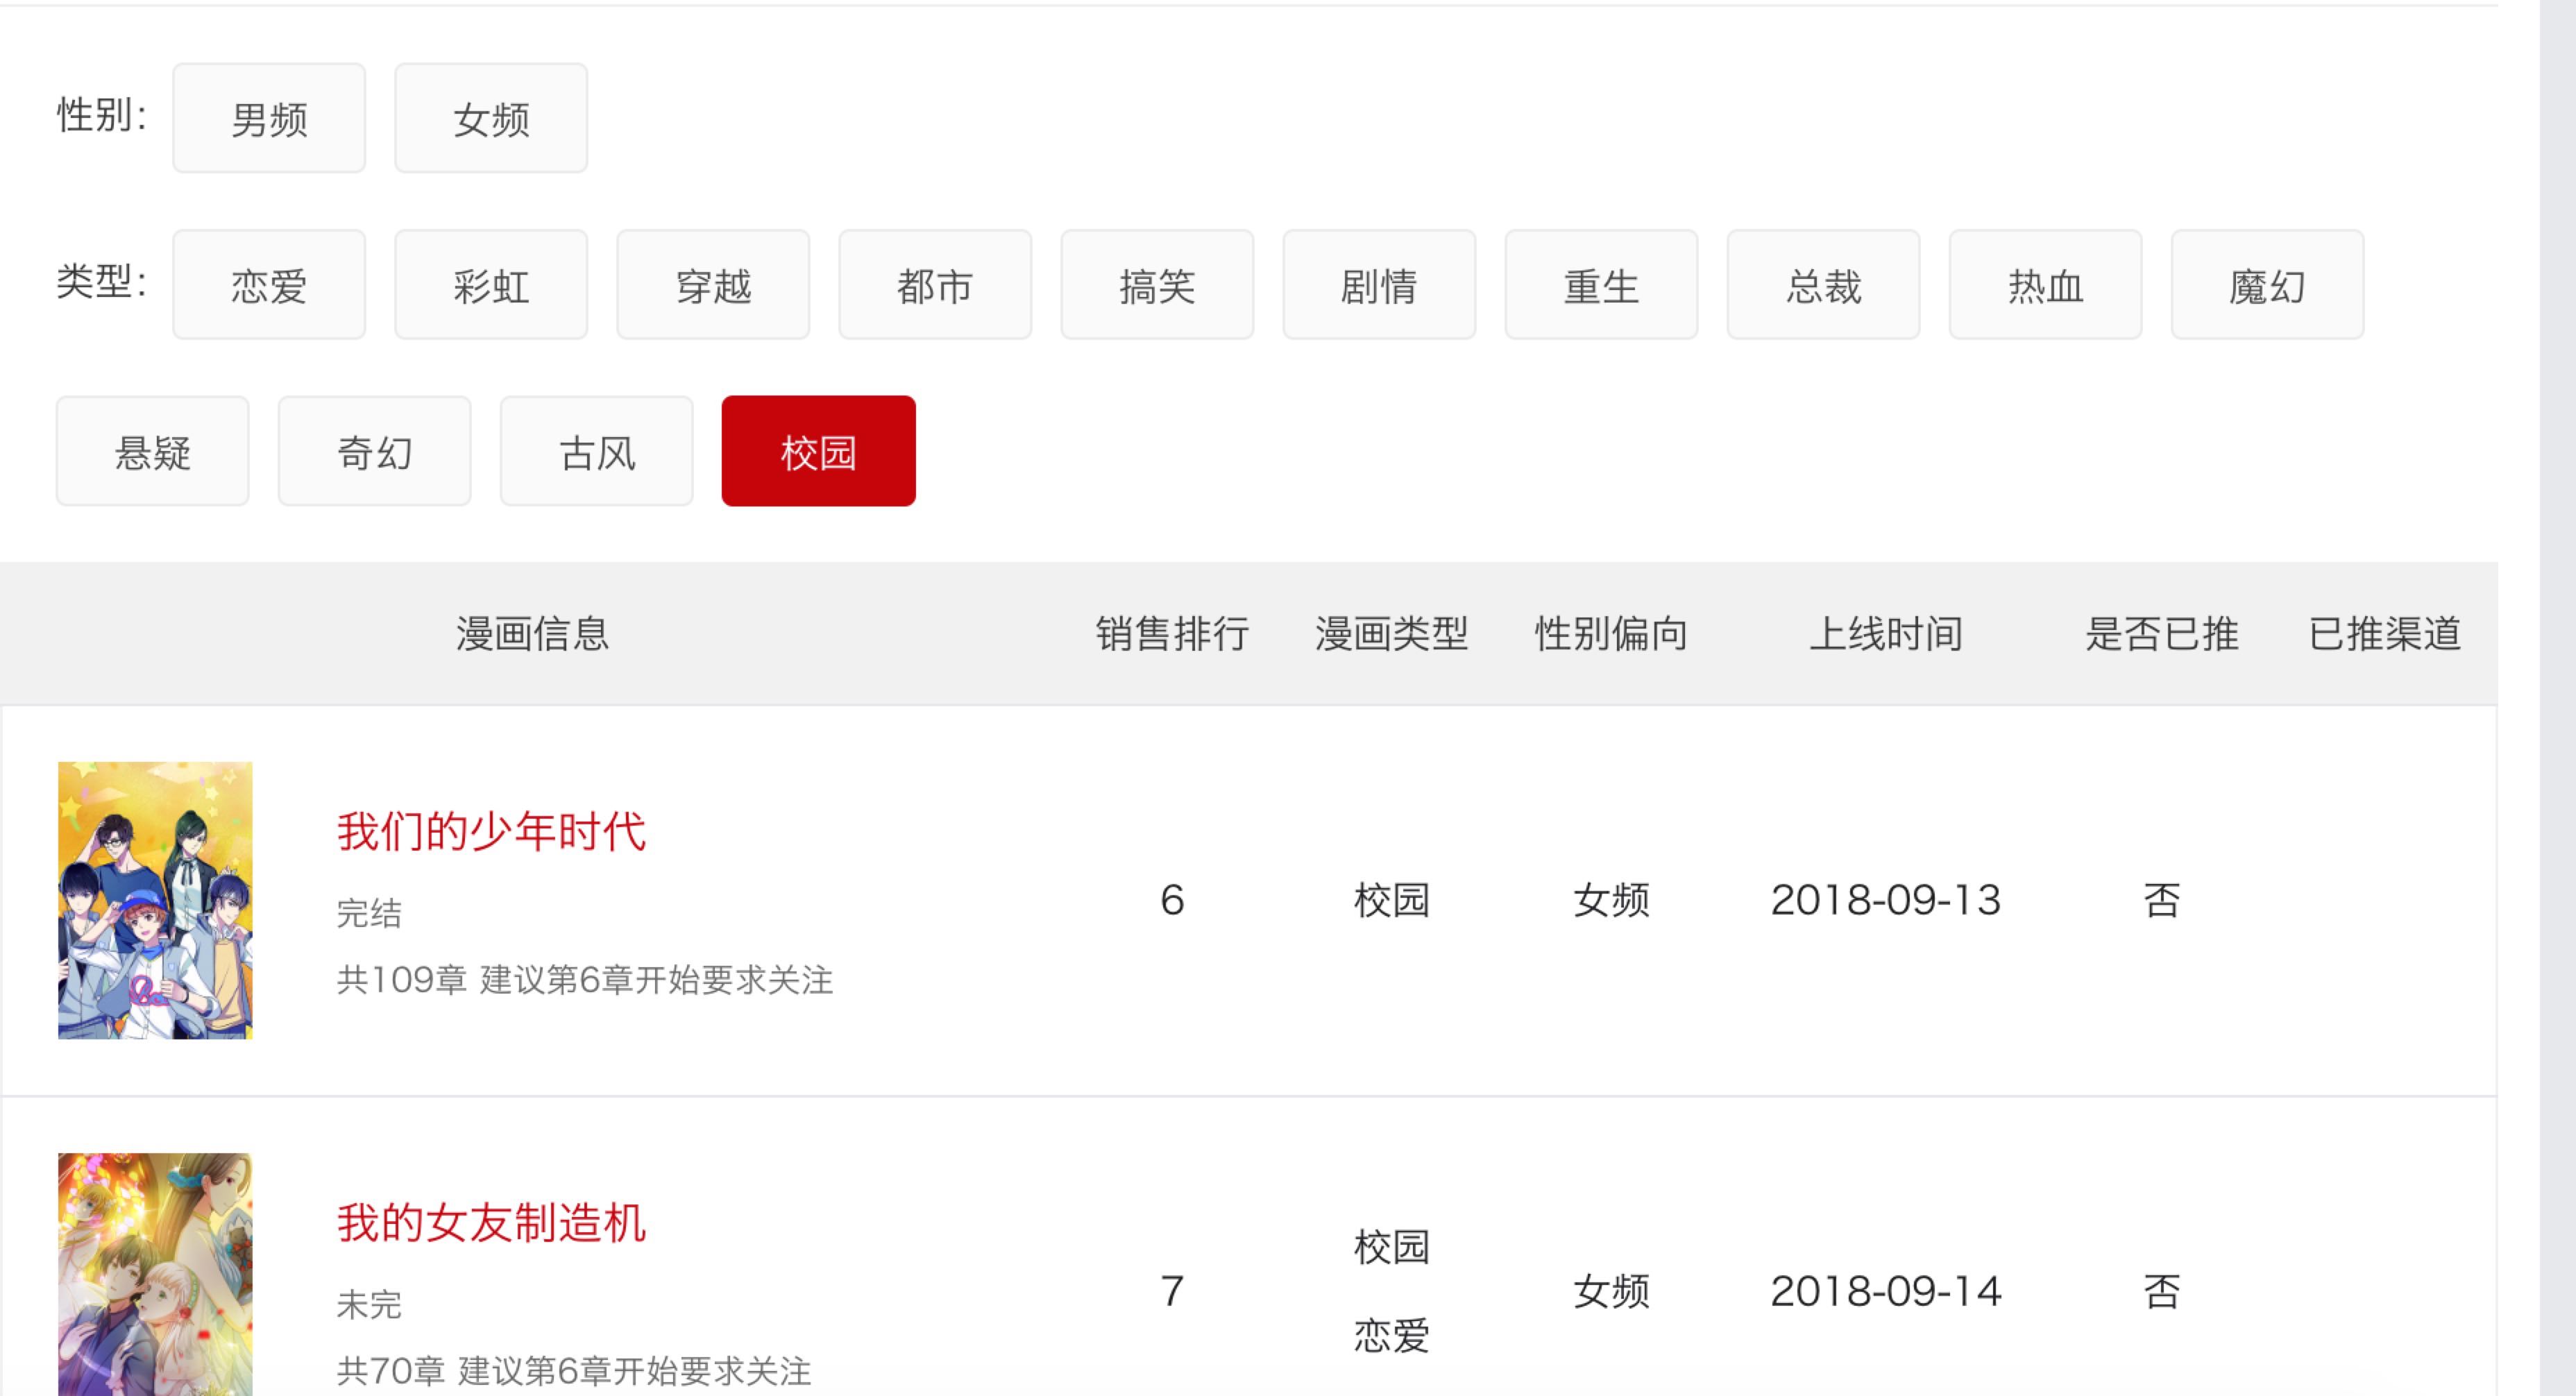 性别： 男频 女频
类型： 恋爱 彩虹 穿越 都市 搞笑 剧情 重生 总裁 热血 魔幻
悬疑 奇幻 古风 校园
漫画信息 销售排行 漫画类型 性别偏向 上线时间 是否已推 已推渠道
我们的少年时代
完结
共109章 建议第6章开始要求关注
6 校园 女频 2018-09-13 否
我的女友制造机
未完
共70章 建议第6章开始要求关注
7 校园 女频 2018-09-14 否
恋爱